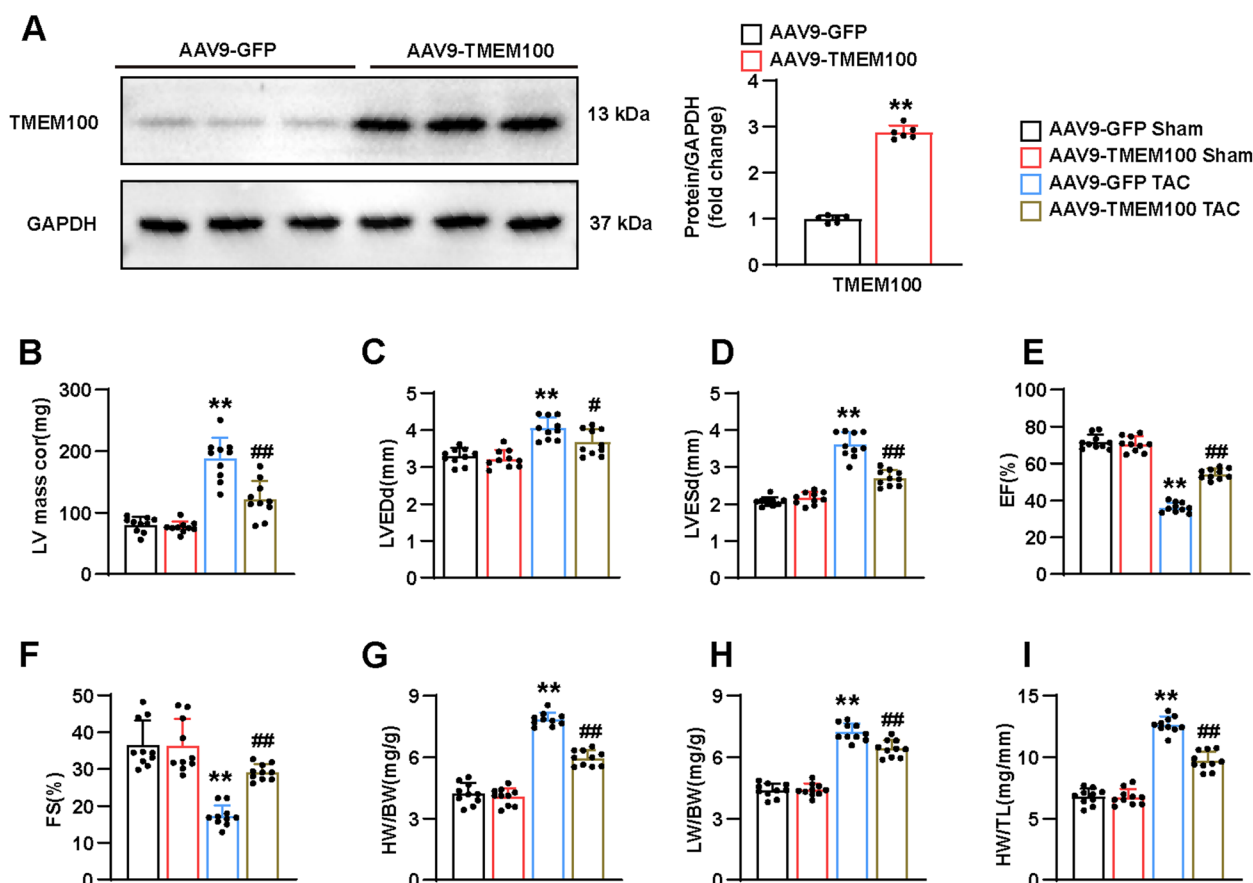 A
AAV9-GFP
AAV9-TMEM100
TMEM100
13 kDa
GAPDH
37 kDa
AAV9-GFP
AAV9-TMEM100
Protein/GAPDH
(fold change)
4
3
2
1
0
**
TMEM100
AAV9-GFP Sham
AAV9-TMEM100 Sham
AAV9-GFP TAC
AAV9-TMEM100 TAC
B
LV mass cor(mg)
300
200
100
0
**
##
C
LVEDd(mm)
5
4
3
2
1
0
**
#
D
LVESd(mm)
5
4
3
2
1
0
**
##
E
EF(%)
100
80
60
40
20
0
**
##
F
FS(%)
50
40
30
20
10
0
**
##
G
HW/BW(mg/g)
9
6
3
0
**
##
H
LW/BW(mg/g)
9
6
3
0
**
##
I
HW/TL(mg/mm)
15
10
5
0
**
##